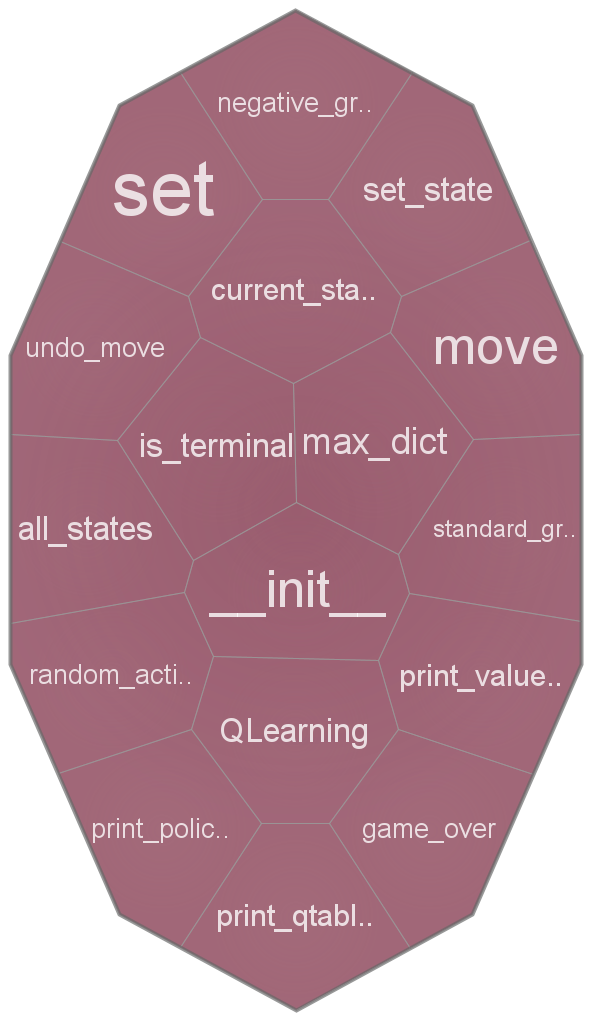 negative_gr..
set
set_state
current_sta..
undo_move
move
is_terminal
max_dict
all_states
standard_gr..
__init__
random_acti..
print_value..
QLearning
print_polic..
game_over
print_qtabl..